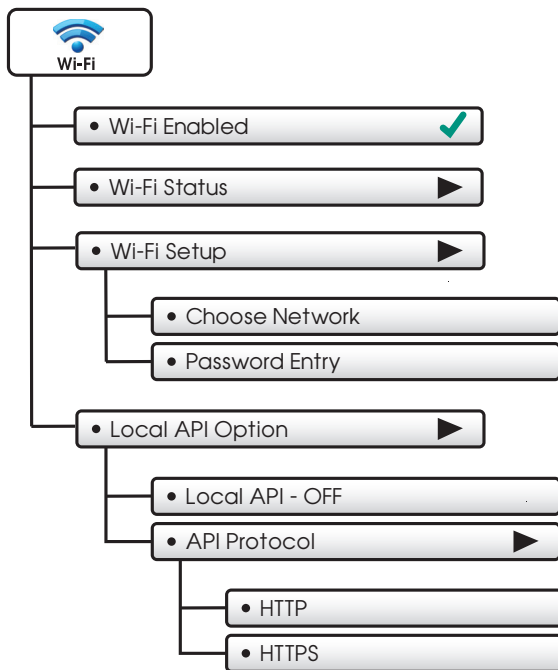 Wi-Fi
• Wi-Fi Enabled
• Wi-Fi Status
• Wi-Fi Setup
• Choose Network
• Password Entry
• Local API Option
• Local API - OFF
• API Protocol
• HTTP
• HTTPS